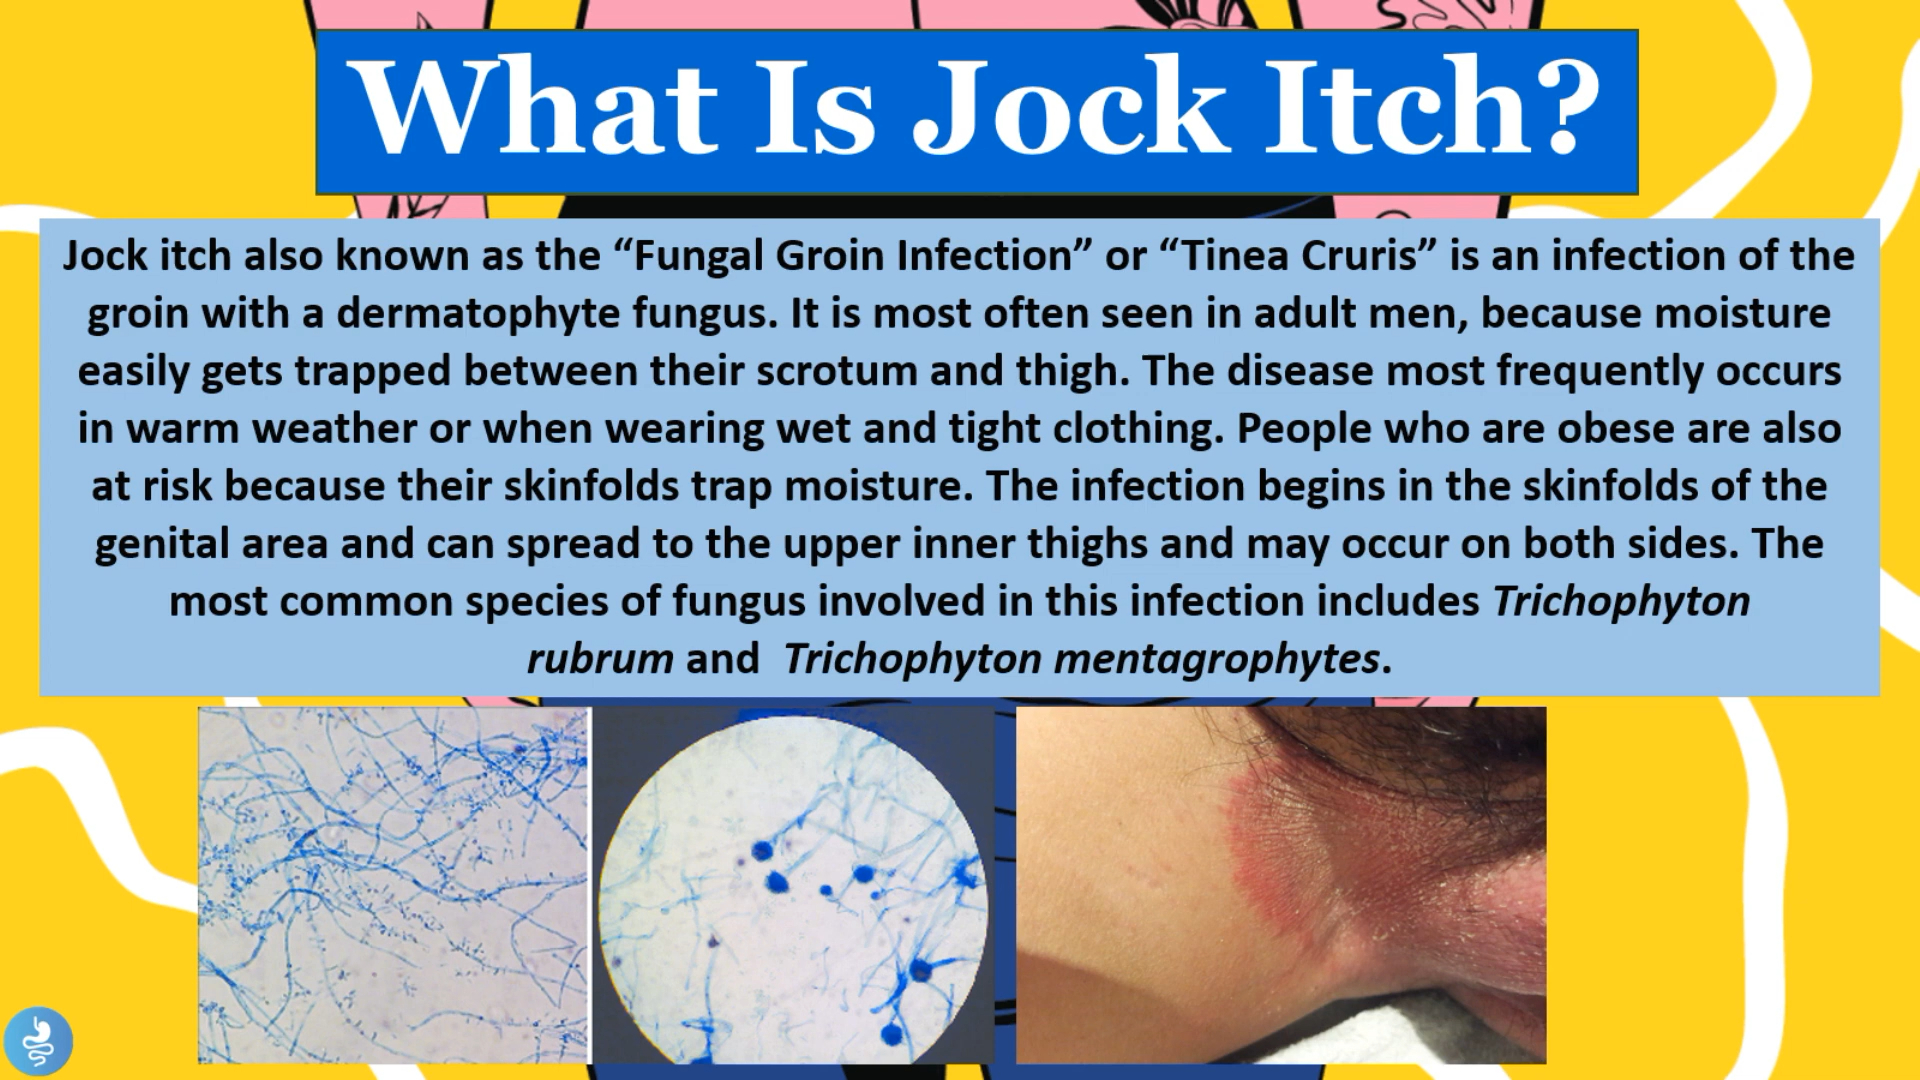 What Is Jock Itch?
Jock itch also known as the “Fungal Groin Infection” or “Tinea Cruris” is an infection of the
groin with a dermatophyte fungus. It is most often seen in adult men, because moisture
easily gets trapped between their scrotum and thigh. The disease most frequently occurs
in warm weather or when wearing wet and tight clothing. People who are obese are also
at risk because their skinfolds trap moisture. The infection begins in the skinfolds of the
genital area and can spread to the upper inner thighs and may occur on both sides. The
most common species of fungus involved in this infection includes Trichophyton
rubrum and  Trichophyton mentagrophytes.